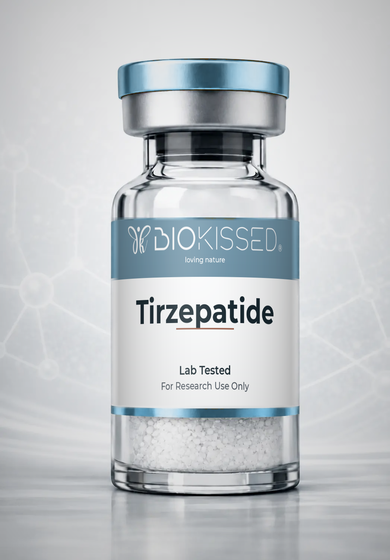 BIOKISSED®
loving nature
Tirzepatide
Lab Tested
For Research Use Only